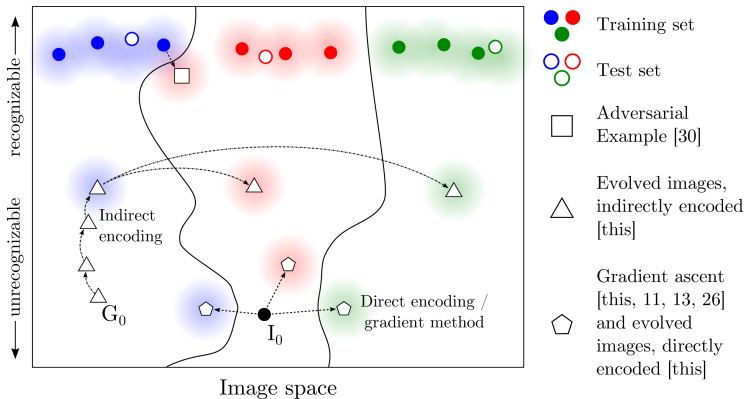 recognizable
unrecognizable
Indirect
encoding
G0
I0
Direct encoding /
gradient method
Image space
Training set
Test set
Adversarial
Example [30]
Evolved images,
indirectly encoded
[this]
Gradient ascent
[this, 11, 13, 26]
and evolved
images, directly
encoded [this]